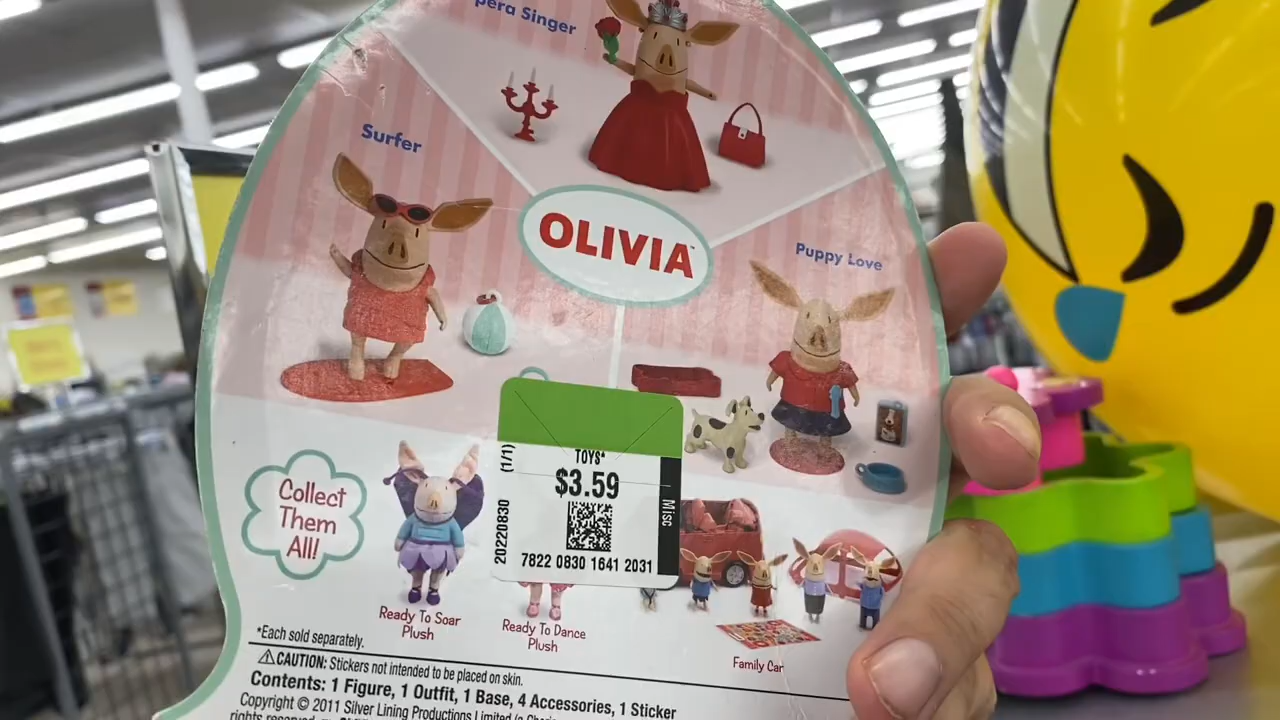 pera Singer
Surfer
OLIVIA™
Puppy Love
Collect
Them
All!
(1/1)
TOYS*
$3.59
20220830
Misc
7822 0830 1641 2031
Ready To Soar
Plush
Ready To Dance
Plush
Family Car
*Each sold separately.
⚠CAUTION: Stickers not intended to be placed on skin.
Contents: 1 Figure, 1 Outfit, 1 Base, 4 Accessories, 1 Sticker
Copyright © 2011 Silver Lining Productions Limited (a
rights reserved.